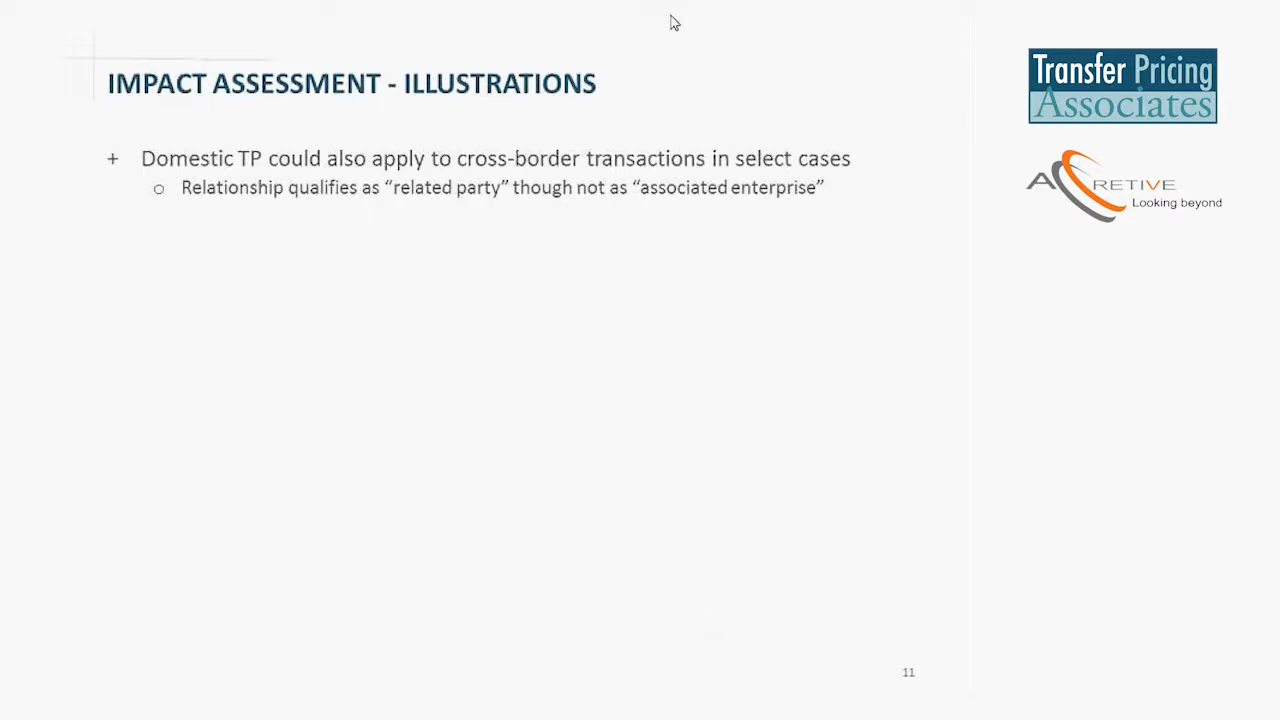 IMPACT ASSESSMENT - ILLUSTRATIONS
+ Domestic TP could also apply to cross-border transactions in select cases
o Relationship qualifies as “related party” though not as “associated enterprise”
Transfer Pricing
Associates
ACCRETIVE
Looking beyond
11